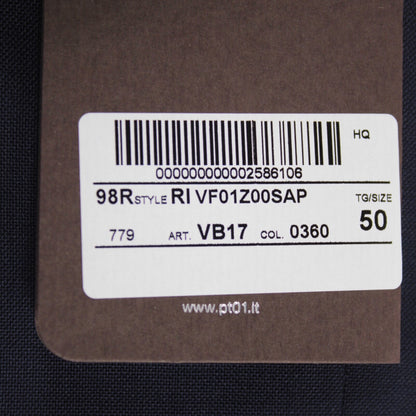 HQ
000000000002586106
98R STYLE RI VF01Z00SAP TG/SIZE
779 ART. VB17 COL. 0360 50
www.pt01.it